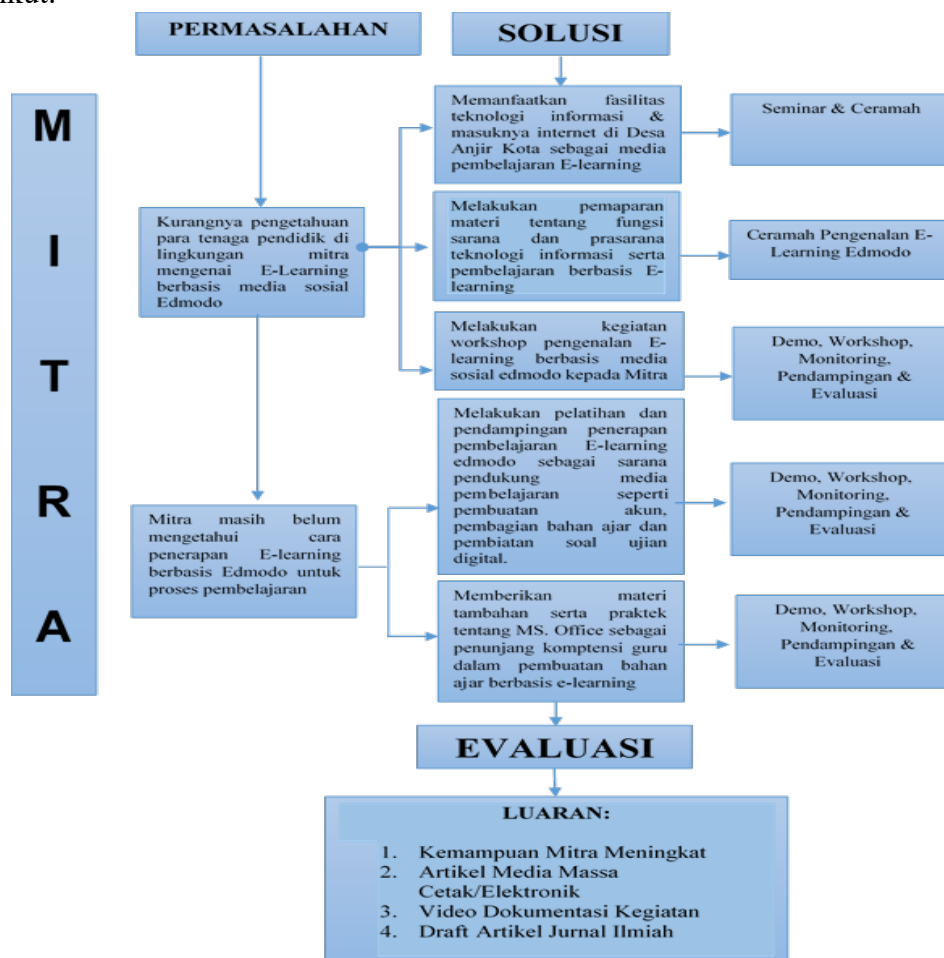 PERMASALAHAN
SOLUSI
M
I
T
R
A
Kurangnya pengetahuan
para tenaga pendidik di
lingkungan mitra
mengenai E-Learning
berbasis media sosial
Edmodo
Memanfaatkan fasilitas
teknologi informasi &
masuknya internet di Desa
Anjir Kota sebagai media
pembelajaran E-learning
Seminar & Ceramah
Melakukan pemaparan
materi tentang fungsi
sarana dan prasarana
teknologi informasi serta
pembelajaran berbasis E-
learning
Ceramah Pengenalan E-
Learning Edmodo
Melakukan kegiatan
workshop pengenalan E-
learning berbasis media
sosial edmodo kepada Mitra
Demo, Workshop,
Monitoring,
Pendampingan &
Evaluasi
Mitra masih belum
mengetahui cara
penerapan E-learning
berbasis Edmodo untuk
proses pembelajaran
Melakukan pelatihan dan
pendampingan penerapan
pembelajaran E-learning
edmodo sebagai sarana
pendukung media
pembelajaran seperti
pembuatan akun,
pembagian bahan ajar dan
pembiatan soal ujian
digital.
Demo, Workshop,
Monitoring,
Pendampingan &
Evaluasi
Memberikan materi
tambahan serta praktek
tentang MS. Office sebagai
penunjang komptensi guru
dalam pembuatan bahan
ajar berbasis e-learning
Demo, Workshop,
Monitoring,
Pendampingan &
Evaluasi
EVALUASI
LUARAN:
1. Kemampuan Mitra Meningkat
2. Artikel Media Massa
Cetak/Elektronik
3. Video Dokumentasi Kegiatan
4. Draft Artikel Jurnal Ilmiah